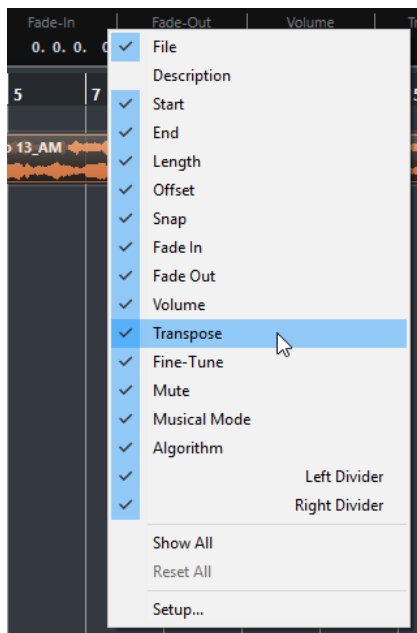 Fade-In Fade-Out Volume
0. 0. 0.
5 7
13_AM
File
Description
Start
End
Length
Offset
Snap
Fade In
Fade Out
Volume
Transpose
Fine-Tune
Mute
Musical Mode
Algorithm
Left Divider
Right Divider
Show All
Reset All
Setup...